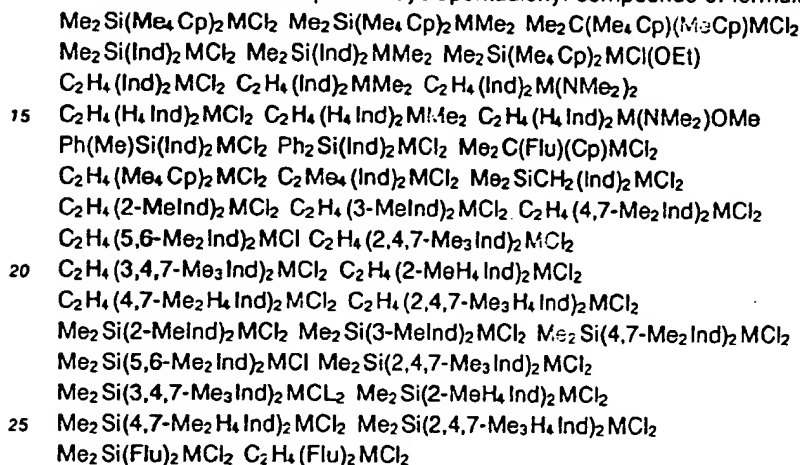 Me₂Si(Me₄Cp)₂MCl₂ Me₂Si(Me₄Cp)₂MMe₂ Me₂C(Me₄Cp)(MeCp)MCl₂
Me₂Si(Ind)₂MCl₂ Me₂Si(Ind)₂MMe₂ Me₂Si(Me₄Cp)₂MCl(OEt)
C₂H₄(Ind)₂MCl₂ C₂H₄(Ind)₂MMe₂ C₂H₄(Ind)₂M(NMe₂)₂
15 C₂H₄(H₄Ind)₂MCl₂ C₂H₄(H₄Ind)₂MMe₂ C₂H₄(H₄Ind)₂M(NMe₂)OMe
Ph(Me)Si(Ind)₂MCl₂ Ph₂Si(Ind)₂MCl₂ Me₂C(Flu)(Cp)MCl₂
C₂H₄(Me₄Cp)₂MCl₂ C₂Me₄(Ind)₂MCl₂ Me₂SiCH₂(Ind)₂MCl₂
C₂H₄(2-MeInd)₂MCl₂ C₂H₄(3-MeInd)₂MCl₂ C₂H₄(4,7-Me₂Ind)₂MCl₂
C₂H₄(5,6-Me₂Ind)₂MCl C₂H₄(2,4,7-Me₃Ind)₂MCl₂
20 C₂H₄(3,4,7-Me₃Ind)₂MCl₂ C₂H₄(2-MeH₄Ind)₂MCl₂
C₂H₄(4,7-Me₂H₄Ind)₂MCl₂ C₂H₄(2,4,7-Me₃H₄Ind)₂MCl₂
Me₂Si(2-MeInd)₂MCl₂ Me₂Si(3-MeInd)₂MCl₂ Me₂Si(4,7-Me₂Ind)₂MCl₂
Me₂Si(5,6-Me₂Ind)₂MCl Me₂Si(2,4,7-Me₃Ind)₂MCl₂
Me₂Si(3,4,7-Me₃Ind)₂MCL₂ Me₂Si(2-MeH₄Ind)₂MCl₂
25 Me₂Si(4,7-Me₂H₄Ind)₂MCl₂ Me₂Si(2,4,7-Me₃H₄Ind)₂MCl₂
Me₂Si(Flu)₂MCl₂ C₂H₄(Flu)₂MCl₂